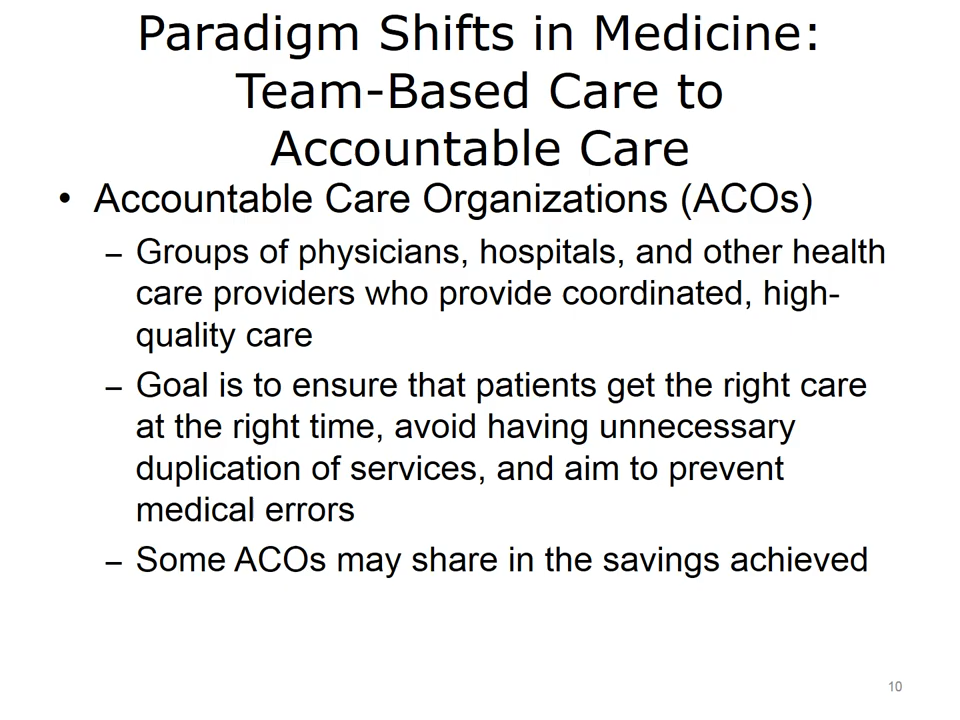 Paradigm Shifts in Medicine:
Team-Based Care to
Accountable Care
• Accountable Care Organizations (ACOs)
– Groups of physicians, hospitals, and other health
care providers who provide coordinated, high-
quality care
– Goal is to ensure that patients get the right care
at the right time, avoid having unnecessary
duplication of services, and aim to prevent
medical errors
– Some ACOs may share in the savings achieved
10